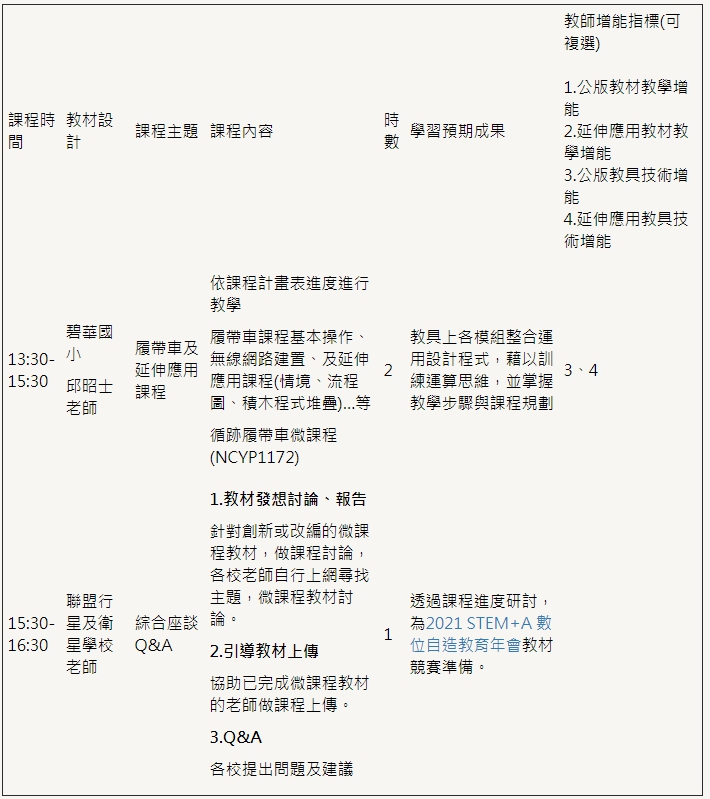 課程時
間
教材設
計
課程主題
課程內容
時
數
學習預期成果
教師增能指標(可
複選)
1.公版教材教學增
能
2.延伸應用教材教
學增能
3.公版教具技術增
能
4.延伸應用教具技
術增能
13:30-
15:30
碧華國
小
邱昭士
老師
履帶車及
延伸應用
課程
依課程計畫表進度進行
教學
履帶車課程基本操作、
無線網路建置、及延伸
應用課程(情境、流程
圖、積木程式堆疊)...等
循跡履帶車微課程
(NCYP1172)
2
教具上各模組整合運
用設計程式，藉以訓
練運算思維，並掌握
教學步驟與課程規劃
3、4
15:30-
16:30
聯盟行
星及衛
星學校
老師
綜合座談
Q&A
1.教材發想討論、報告
針對創新或改編的微課
程教材，做課程討論，
各校老師自行上網尋找
主題，微課程教材討
論。
2.引導教材上傳
協助已完成微課程教材
的老師做課程上傳。
3.Q&A
各校提出問題及建議
1
透過課程進度研討，
為2021 STEM+A 數
位自造教育年會教材
競賽準備。